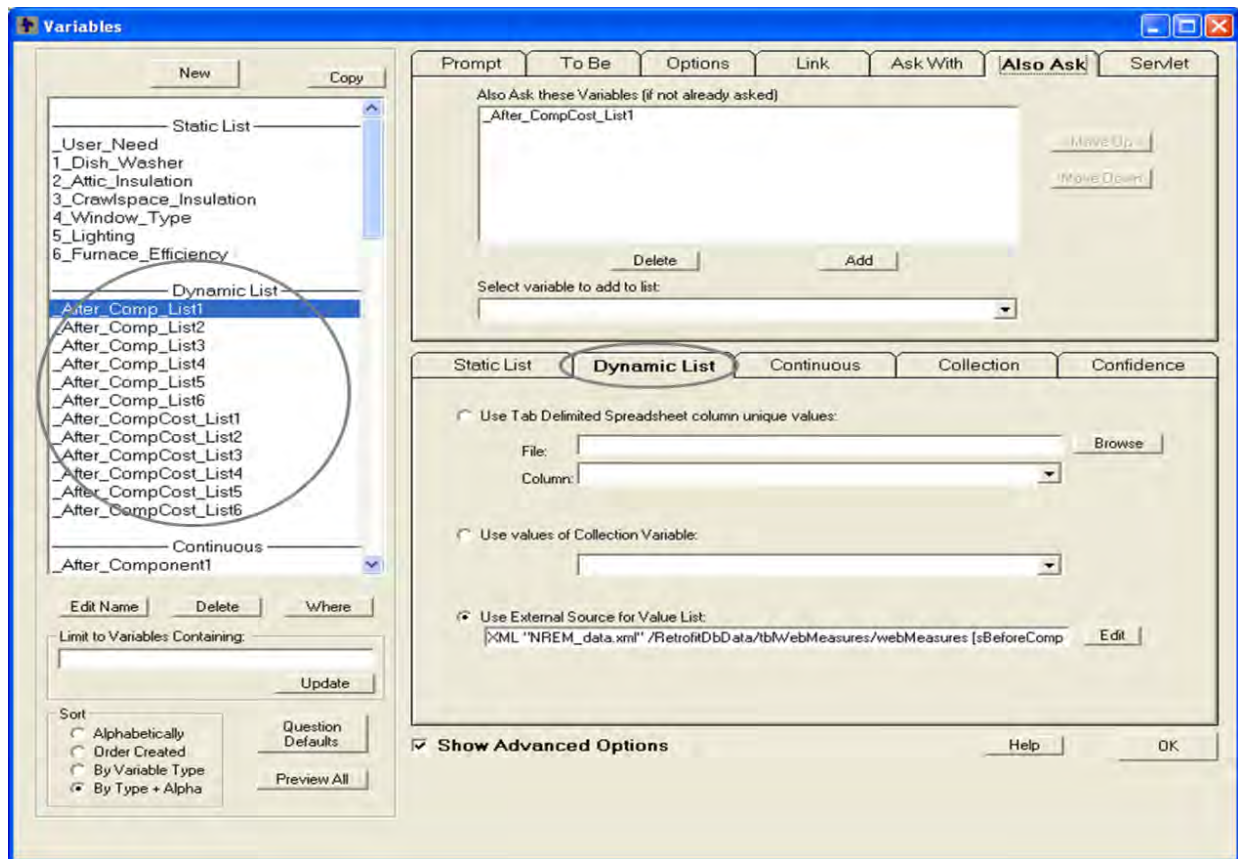 Variables
New
Copy
Static List
_User_Need
1_Dish_Washer
2_Attic_Insulation
3_Crawlspace_Insulation
4_Window_Type
5_Lighting
6_Furnace_Efficiency
Dynamic List
_After_Comp_List1
_After_Comp_List2
_After_Comp_List3
_After_Comp_List4
_After_Comp_List5
_After_Comp_List6
_After_CompCost_List1
_After_CompCost_List2
_After_CompCost_List3
_After_CompCost_List4
_After_CompCost_List5
_After_CompCost_List6
Continuous
_After_Component1
Edit Name
Delete
Where
Limit to Variables Containing:
Update
Sort
Alphabetically
Order Created
By Variable Type
By Type + Alpha
Question
Defaults
Preview All
Prompt
To Be
Options
Link
Ask With
Also Ask
Servlet
Also Ask these Variables (if not already asked)
_After_CompCost_List1
Move Up
Move Down
Delete
Add
Select variable to add to list:
Static List
Dynamic List
Continuous
Collection
Confidence
Use Tab Delimited Spreadsheet column unique values:
File:
Browse
Column:
Use values of Collection Variable:
Use External Source for Value List:
XML "NREM_data.xml" /RetrofitDbData/tblWebMeasures/webMeasures [sBeforeComp
Edit
Show Advanced Options
Help
OK